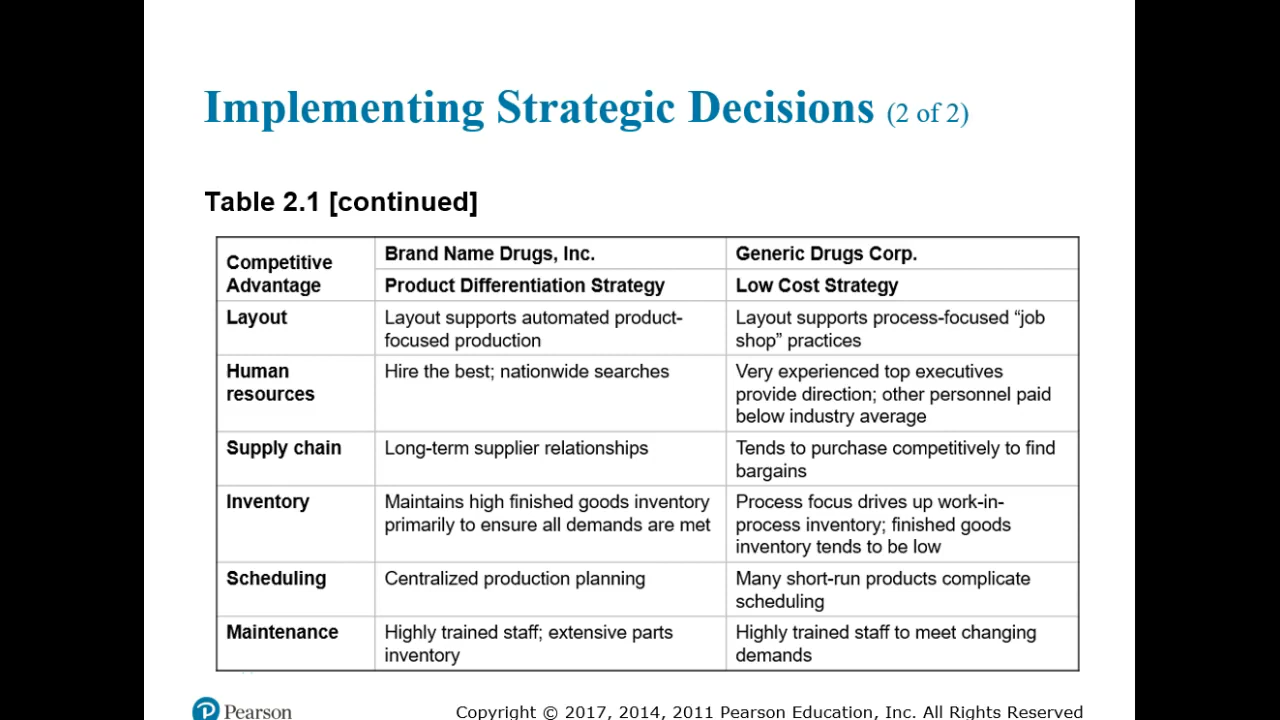 Implementing Strategic Decisions (2 of 2)
Table 2.1 [continued]
Competitive
Advantage
Brand Name Drugs, Inc.
Generic Drugs Corp.
Product Differentiation Strategy
Low Cost Strategy
Layout
Layout supports automated product-
focused production
Layout supports process-focused “job
shop” practices
Human
resources
Hire the best; nationwide searches
Very experienced top executives
provide direction; other personnel paid
below industry average
Supply chain
Long-term supplier relationships
Tends to purchase competitively to find
bargains
Inventory
Maintains high finished goods inventory
primarily to ensure all demands are met
Process focus drives up work-in-
process inventory; finished goods
inventory tends to be low
Scheduling
Centralized production planning
Many short-run products complicate
scheduling
Maintenance
Highly trained staff; extensive parts
inventory
Highly trained staff to meet changing
demands
Pearson
Copyright © 2017, 2014, 2011 Pearson Education, Inc. All Rights Reserved